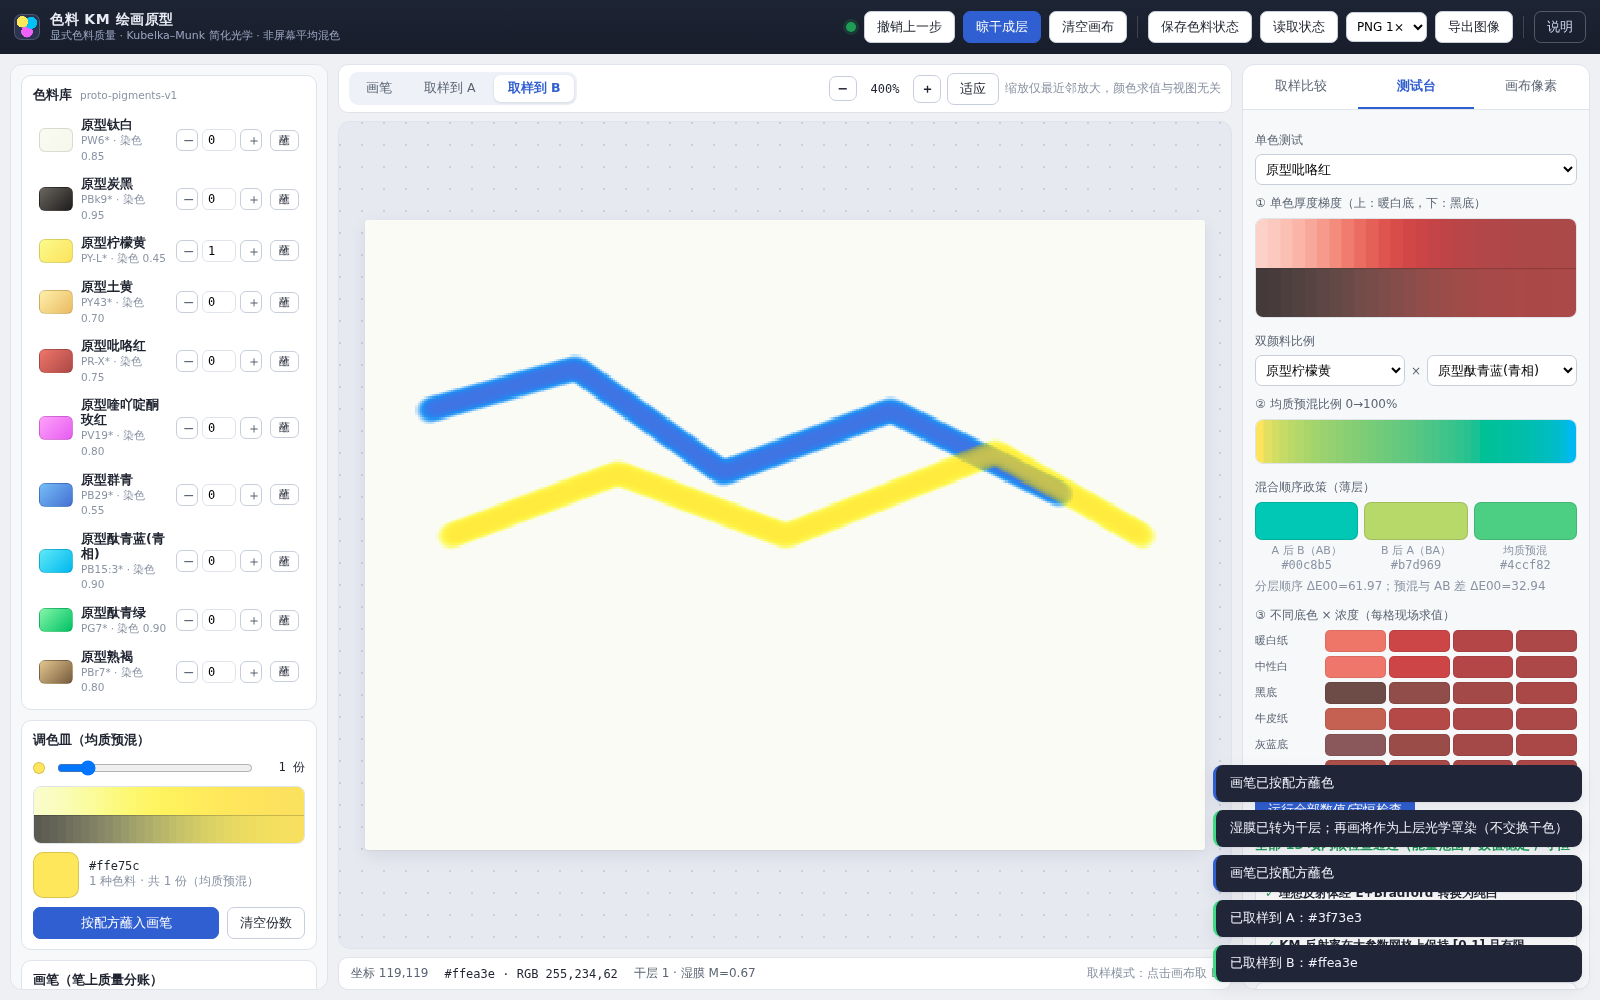 色料 KM 绘画原型
显式色料质量 · Kubelka–Munk 简化光学 · 非屏幕平均混色
撤销上一步
晾干成层
清空画布
保存色料状态
读取状态
PNG 1×
导出图像
说明
色料库 proto-pigments-v1
原型钛白
PW6* · 染色
0.85
− 0 + 蘸
原型炭黑
PBk9* · 染色
0.95
− 0 + 蘸
原型柠檬黄
PY-L* · 染色 0.45
− 1 + 蘸
原型土黄
PY43* · 染色
0.70
− 0 + 蘸
原型吡咯红
PR-X* · 染色
0.75
− 0 + 蘸
原型喹吖啶酮
玫红
PV19* · 染色
0.80
− 0 + 蘸
原型群青
PB29* · 染色
0.55
− 0 + 蘸
原型酞青蓝(青
相)
PB15:3* · 染色
0.90
− 0 + 蘸
原型酞青绿
PG7* · 染色 0.90
− 0 + 蘸
原型熟褐
PBr7* · 染色
0.80
− 0 + 蘸
调色皿（均质预混）
1 份
#ffe75c
1 种色料 · 共 1 份（均质预混）
按配方蘸入画笔
清空份数
画笔（笔上质量分账）
画笔
取样到 A
取样到 B
− 400% +
适应
缩放仅最近邻放大，颜色求值与视图无关
坐标 119,119 #ffea3e · RGB 255,234,62 干层 1 · 湿膜 M=0.67
取样模式：点击画布取
取样比较
测试台
画布像素
单色测试
原型吡咯红
① 单色厚度梯度（上：暖白底，下：黑底）
双颜料比例
原型柠檬黄 × 原型酞青蓝(青相)
② 均质预混比例 0→100%
混合顺序政策（薄层）
A 后 B（AB）
#00c8b5
B 后 A（BA）
#b7d969
均质预混
#4ccf82
分层顺序 ΔE00=61.97；预混与 AB 差 ΔE00=32.94
③ 不同底色 × 浓度（每格现场求值）
暖白纸
中性白
黑底
牛皮纸
灰蓝底
画笔已按配方蘸色
湿膜已转为干层；再画将作为上层光学罩染（不交换干色）
画笔已按配方蘸色
已取样到 A：#3f73e3
已取样到 B：#ffea3e